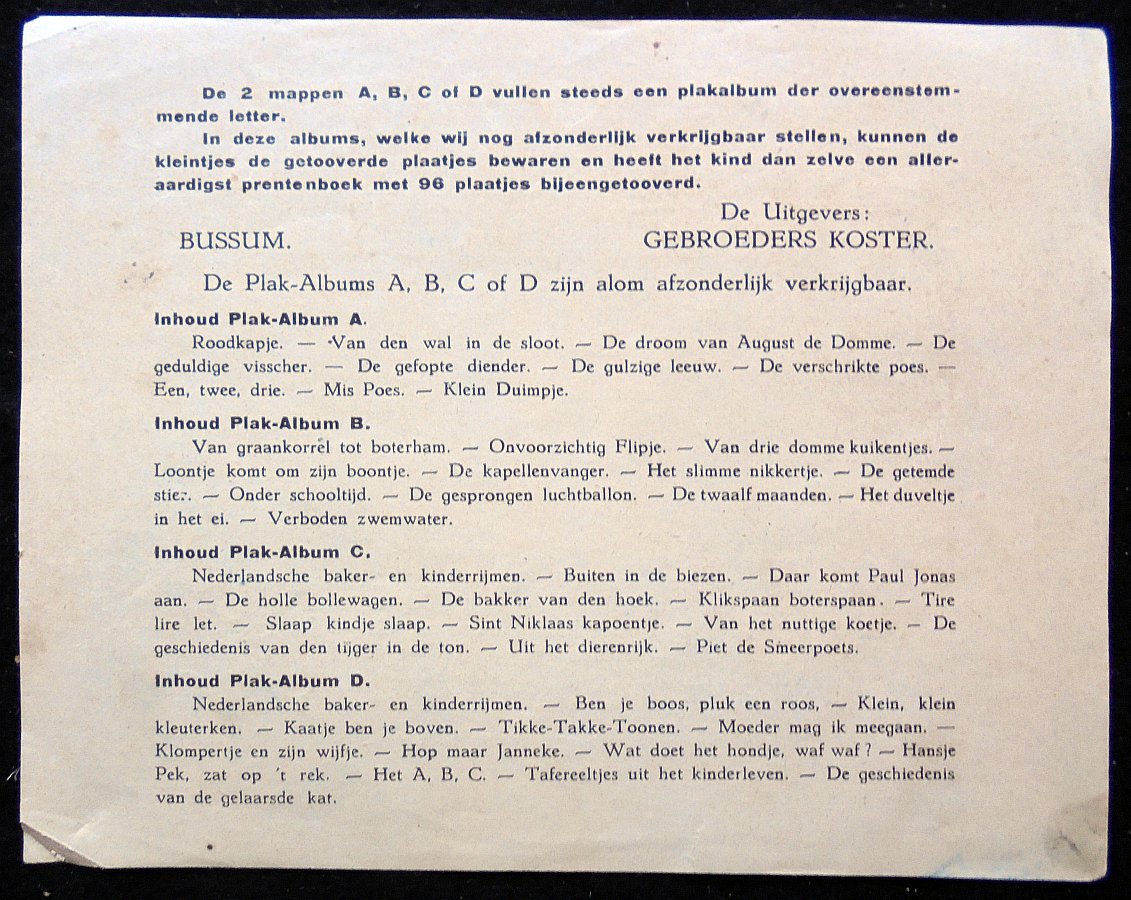 De 2 mappen A, B, C of D vullen steeds een plakalbum der overeenstem-
mende letter.
In deze albums, welke wij nog afzonderlijk verkrijgbaar stellen, kunnen de
kleintjes de getooverde plaatjes bewaren en heeft het kind dan zelve een aller-
aardigst prentenboek met 96 plaatjes bijeengetooverd.
De Uitgevers:
BUSSUM. GEBROEDERS KOSTER.
De Plak-Albums A, B, C of D zijn alom afzonderlijk verkrijgbaar.
Inhoud Plak-Album A.
Roodkapje. — Van den wal in de sloot. — De droom van August de Domme. — De
geduldige visscher. — De gefopte diender. — De gulzige leeuw. — De verschrikte poes. —
Een, twee, drie. — Mis Poes. — Klein Duimpje.
Inhoud Plak-Album B.
Van graankorrel tot boterham. — Onvoorzichtig Flipje. — Van drie domme kuikentjes. —
Loontje komt om zijn boontje. — De kapellenvanger. — Het slimme nikkertje. — De getemde
stier. — Onder schooltijd. — De gesprongen luchtballon. — De twaalf maanden. — Het duveltje
in het ei. — Verboden zwemwater.
Inhoud Plak-Album C.
Nederlandsche baker- en kinderrijmen. — Buiten in de biezen. — Daar komt Paul Jonas
aan. — De holle bollewagen. — De bakker van den hoek. — Klikspaan boterspaan. — Tire
lire let. — Slaap kindje slaap. — Sint Niklaas kapoentje. — Van het nuttige koetje. — De
geschiedenis van den tijger in de ton. — Uit het dierenrijk. — Piet de Smeerpoets.
Inhoud Plak-Album D.
Nederlandsche baker- en kinderrijmen. — Ben je boos, pluk een roos, — Klein, klein
kleuterken. — Kaatje ben je boven. — Tikke-Takke-Toonen. — Moeder mag ik meegaan. —
Klompertje en zijn wijfje. — Hop maar Janneke. — Wat doet het hondje, waf waf? — Hansje
Pek, zat op 't rek. — Het A, B, C. — Tafereeltjes uit het kinderleven. — De geschiedenis
van de gelaarsde kat.